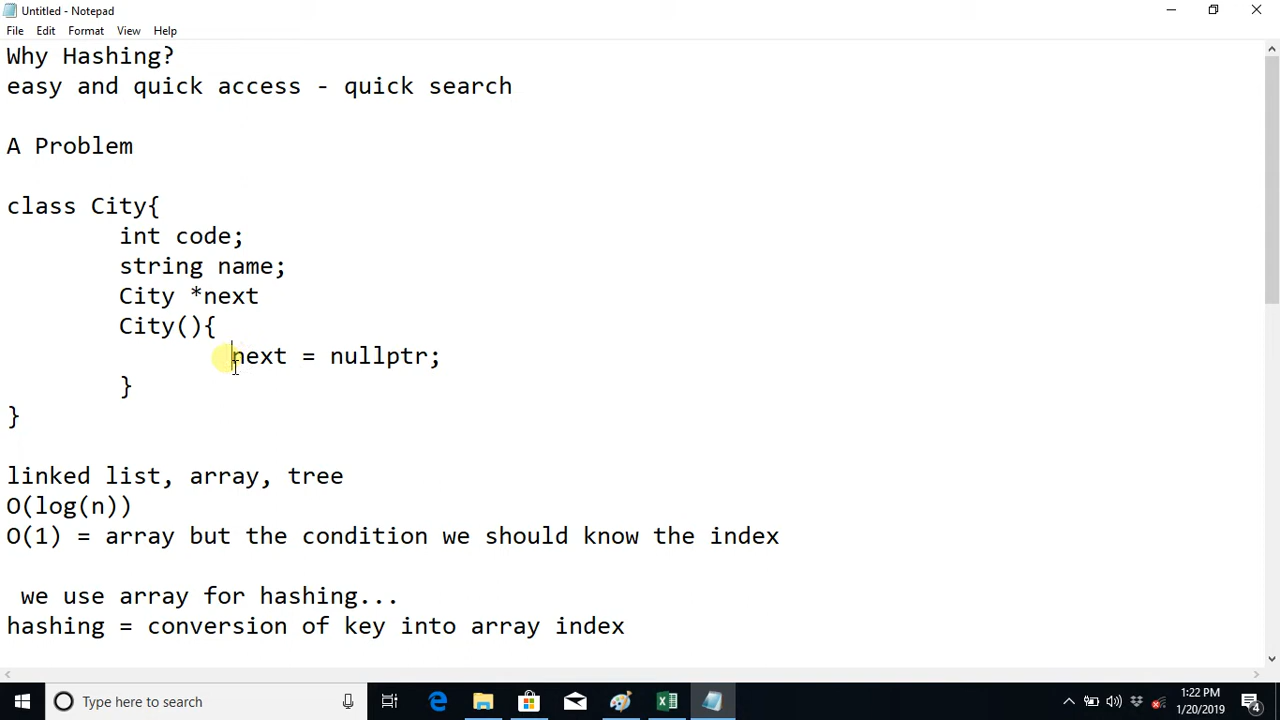 Untitled - Notepad
File Edit Format View Help
Why Hashing?
easy and quick access - quick search
A Problem
class City{
int code;
string name;
City *next
City(){
next = nullptr;
}
}
linked list, array, tree
O(log(n))
O(1) = array but the condition we should know the index
we use array for hashing...
hashing = conversion of key into array index
Type here to search
1:22 PM
1/20/2019
4